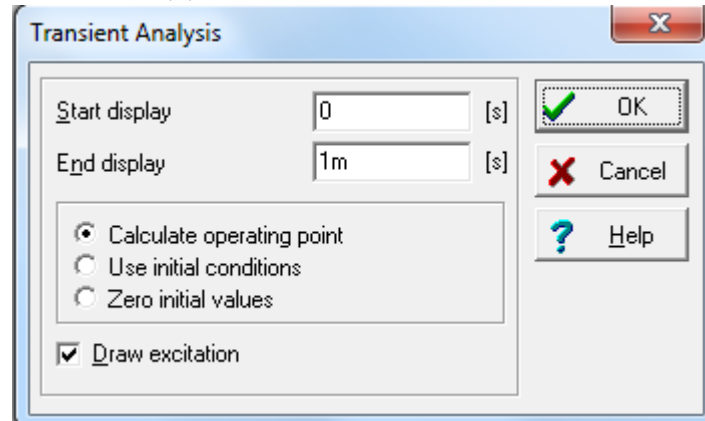 Transient Analysis
Start display 0 [s]
End display 1m [s]
Calculate operating point
Use initial conditions
Zero initial values
Draw excitation
OK
Cancel
Help